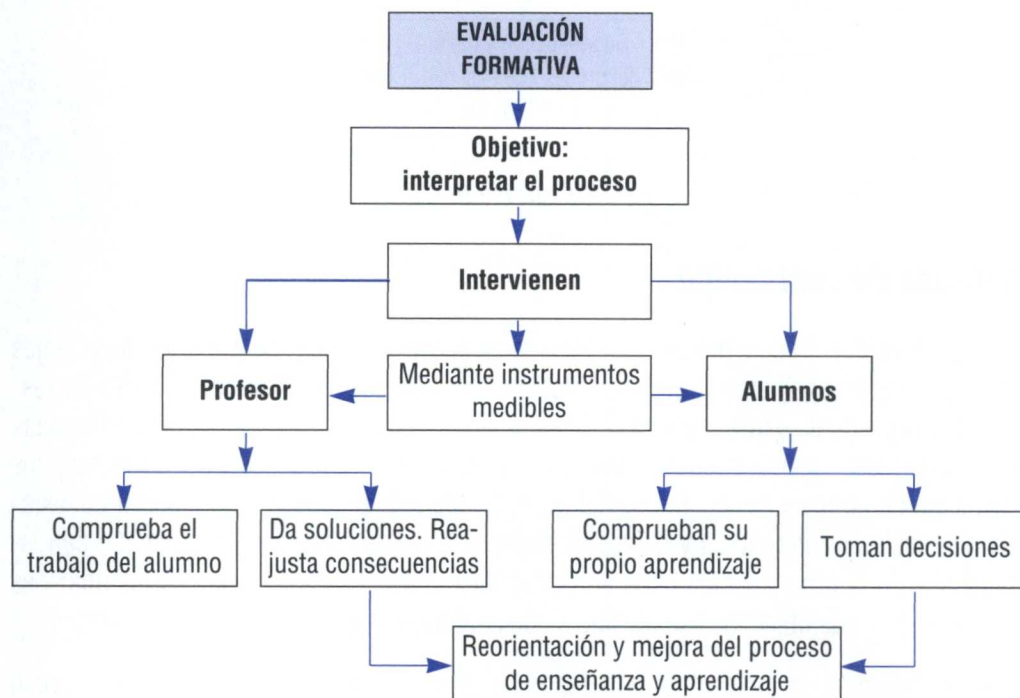 EVALUACIÓN
FORMATIVA
Objetivo:
interpretar el proceso
Intervienen
Profesor
Mediante instrumentos
medibles
Alumnos
Comprueba el
trabajo del alumno
Da soluciones. Rea-
justa consecuencias
Comprueban su
propio aprendizaje
Toman decisiones
Reorientación y mejora del proceso
de enseñanza y aprendizaje